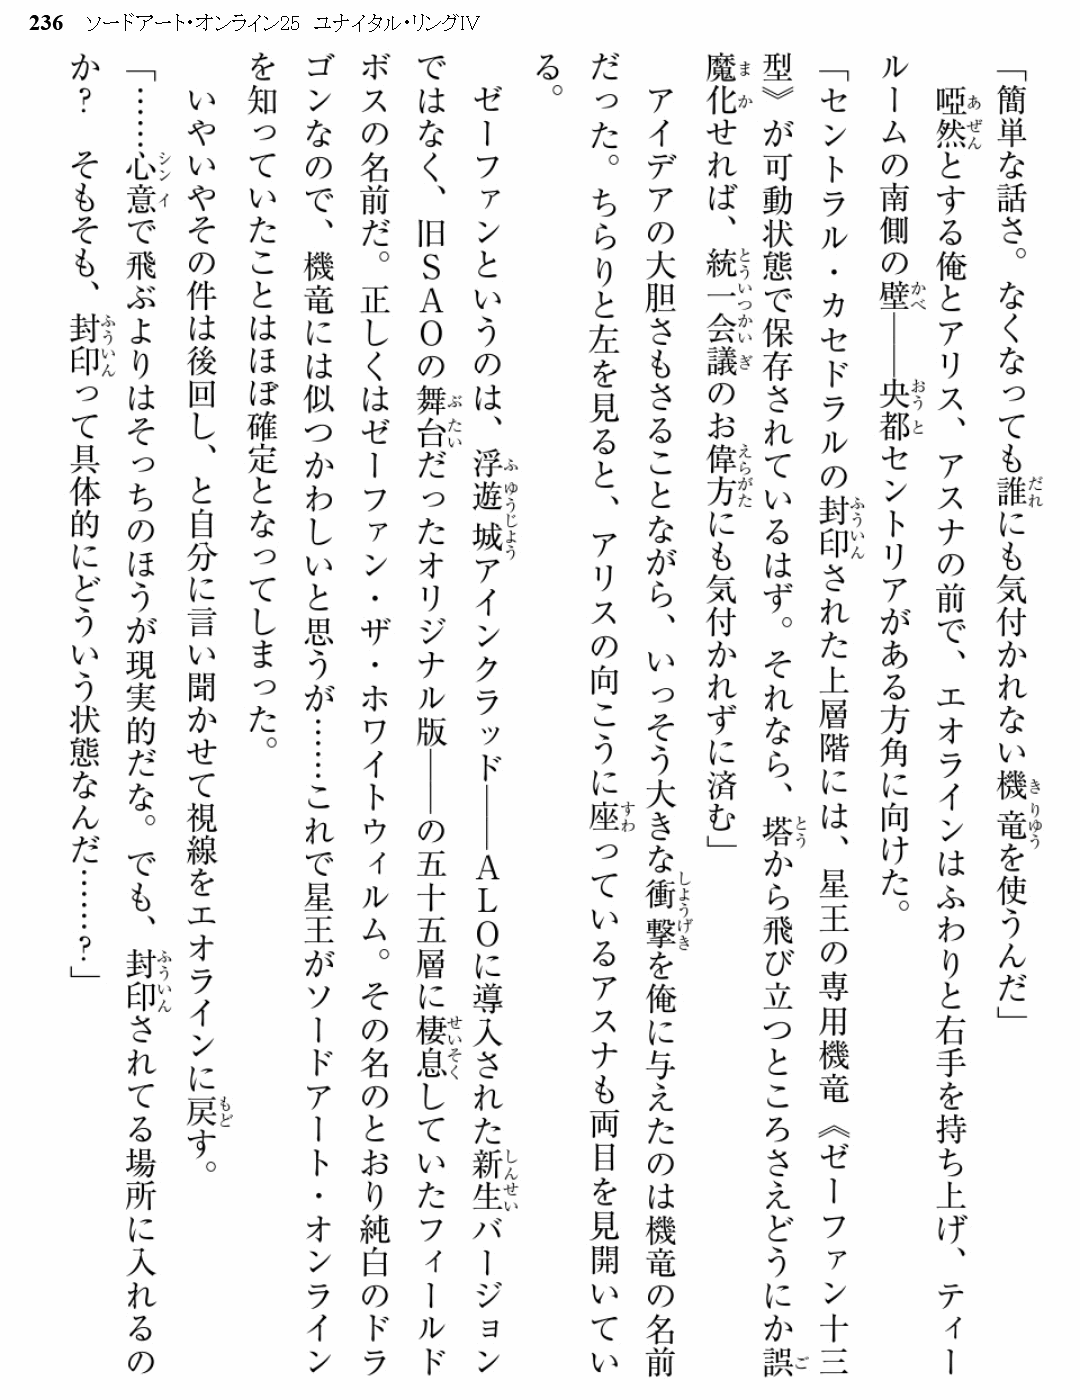 236 ソードアート・オンライン25 ユナイタル・リングⅣ
「簡単な話さ。なくなっても誰にも気付かれない機竜を使うんだ」
　啞然とする俺とアリス、アスナの前で、エオラインはふわりと右手を持ち上げ、ティー
ルームの南側の壁――央都セントリアがある方角に向けた。
「セントラル・カセドラルの封印された上層階には、星王の専用機竜《ゼーファン十三
型》が可動状態で保存されているはず。それなら、塔から飛び立つところさえどうにか誤
魔化せれば、統一会議のお偉方にも気付かれずに済む」
　アイデアの大胆さもさることながら、いっそう大きな衝撃を俺に与えたのは機竜の名前
だった。ちらりと左を見ると、アリスの向こうに座っているアスナも両目を見開いてい
る。
　ゼーファンというのは、浮遊城アインクラッド――ALOに導入された新生バージョン
ではなく、旧SAOの舞台だったオリジナル版――の五十五層に棲息していたフィールド
ボスの名前だ。正しくはゼーファン・ザ・ホワイトウィルム。その名のとおり純白のドラ
ゴンなので、機竜には似つかわしいと思うが……これで星王がソードアート・オンライン
を知っていたことはほぼ確定となってしまった。
　いやいやその件は後回し、と自分に言い聞かせて視線をエオラインに戻す。
「……心意で飛ぶよりはそっちのほうが現実的だな。でも、封印されてる場所に入れるの
か？　そもそも、封印って具体的にどういう状態なんだ……？」